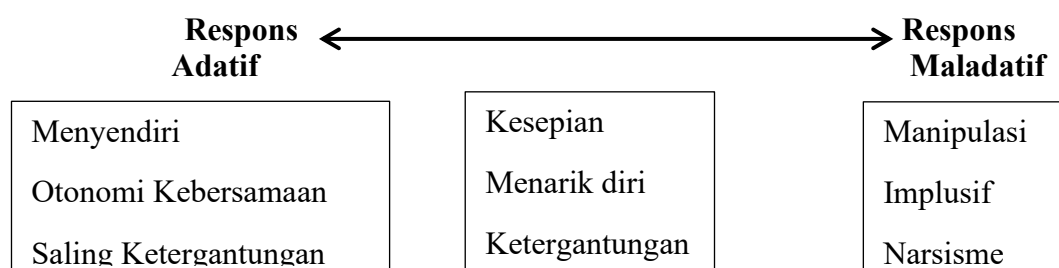 Respons
Adatif
Respons
Maladatif
Menyendiri
Otonomi Kebersamaan
Saling Ketergantungan
Kesepian
Menarik diri
Ketergantungan
Manipulasi
Implusif
Narsisme